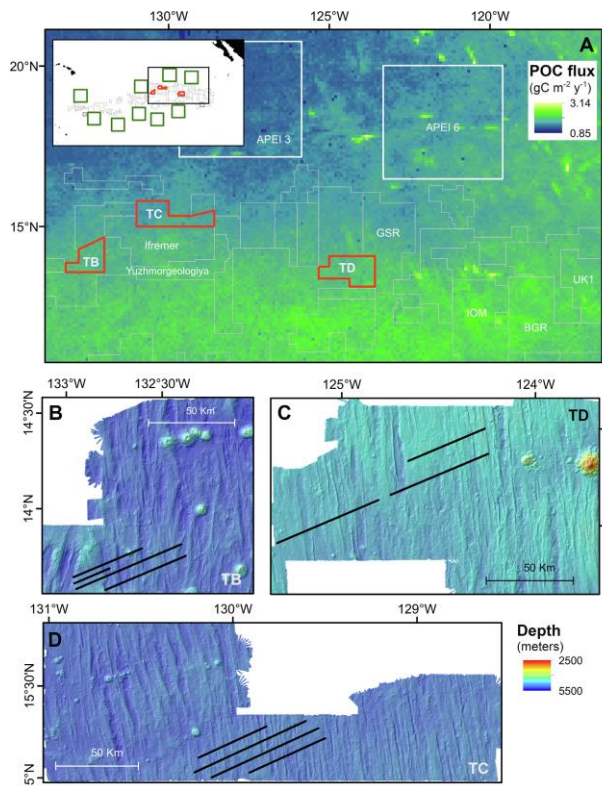 130°W
125°W
120°W
20°N
15°N
A
POC flux
(gC m⁻² y⁻¹)
3.14
0.85
APEI 3
APEI 6
TC
TB
Ifremer
Yuzhmorgeologiya
GSR
TD
IOM
BGR
UK1
133°W
132°30'W
14°30'N
14°N
B
50 Km
TB
125°W
124°W
C
TD
50 Km
131°W
130°W
129°W
D
15°30'N
5°N
50 Km
TC
Depth
(meters)
2500
5500